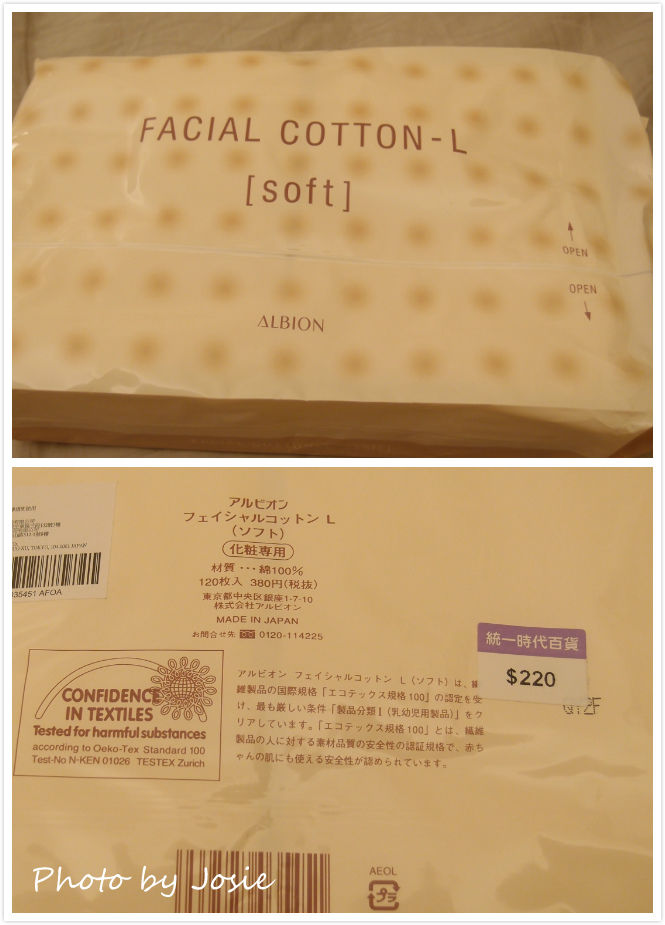 FACIAL COTTON-L
[soft]
OPEN
OPEN
ALBION
TOKYO, 104-0061 JAPAN
35451 AFOA
アルビオン
フェイシャルコットン L
(ソフト)
化粧専用
材質・・・綿100%
120枚入 380円(税抜)
東京都中央区銀座1-7-10
株式会社アルビオン
MADE IN JAPAN
お問合せ先 0120-114225
統一時代百貨
$220
CONFIDENCE
IN TEXTILES
Tested for harmful substances
according to Oeko-Tex Standard 100
Test-No N-KEN 01026 TESTEX Zurich
アルビオン フェイシャルコットン L(ソフト)は、繊
維製品の国際規格「エコテックス規格100」の認定を受
け、最も厳しい条件「製品分類I(乳幼児用製品)」をク
リアしています。「エコテックス規格100」とは、繊維
製品の人に対する素材品質の安全性の認証規格で、赤ち
ゃんの肌にも使える安全性が認められています。
AEOL
プラ
Photo by Josie